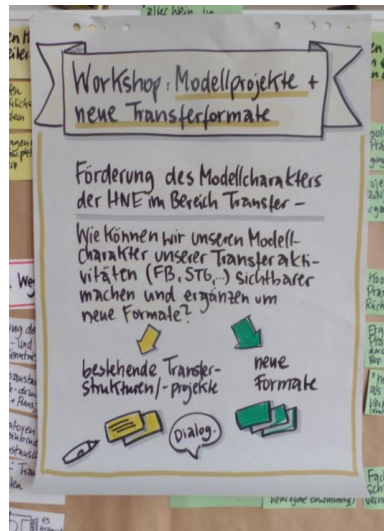 Workshop: Modellprojekte +
neue Transferformate
Förderung des Modellcharakters
der HNE im Bereich Transfer –
Wie können wir unseren Modell-
charakter unserer Transferakti-
vitäten (FB, STG,..) sichtbarer
machen und ergänzen um
neue Formate?
bestehende Transfer-
strukturen/-projekte
neue
Formate
Dialog.